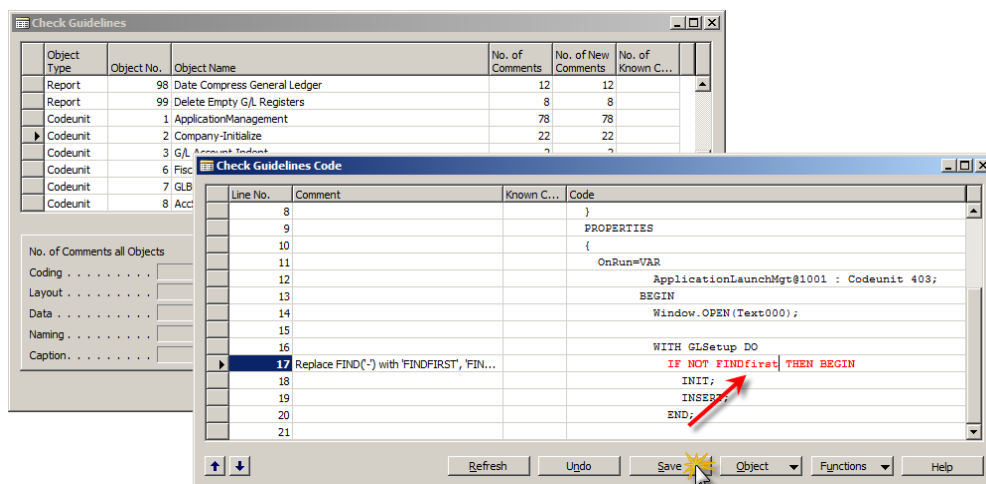 Check Guidelines
Object Type Object No. Object Name No. of Comments No. of New Comments No. of Known C...
Report 98 Date Compress General Ledger 12 12
Report 99 Delete Empty G/L Registers 8 8
Codeunit 1 ApplicationManagement 78 78
Codeunit 2 Company-Initialize 22 22
Codeunit 3 G/L Account Indent 2 2
Codeunit 6 Fisc
Codeunit 7 GLB
Codeunit 8 Acc
No. of Comments all Objects
Coding . . . . . . . . .
Layout . . . . . . . . .
Data . . . . . . . . . .
Naming . . . . . . . . .
Caption. . . . . . . . .
Check Guidelines Code
Line No. Comment Known C... Code
8 }
9 PROPERTIES
10 {
11 OnRun=VAR
12 ApplicationLaunchMgt@1001 : Codeunit 403;
13 BEGIN
14 Window.OPEN(Text000);
15
16 WITH GLSetup DO
17 Replace FIND('-') with 'FINDFIRST', 'FIN... IF NOT FINDfirst THEN BEGIN
18 INIT;
19 INSERT;
20 END;
21
Refresh Undo Save Object Functions Help